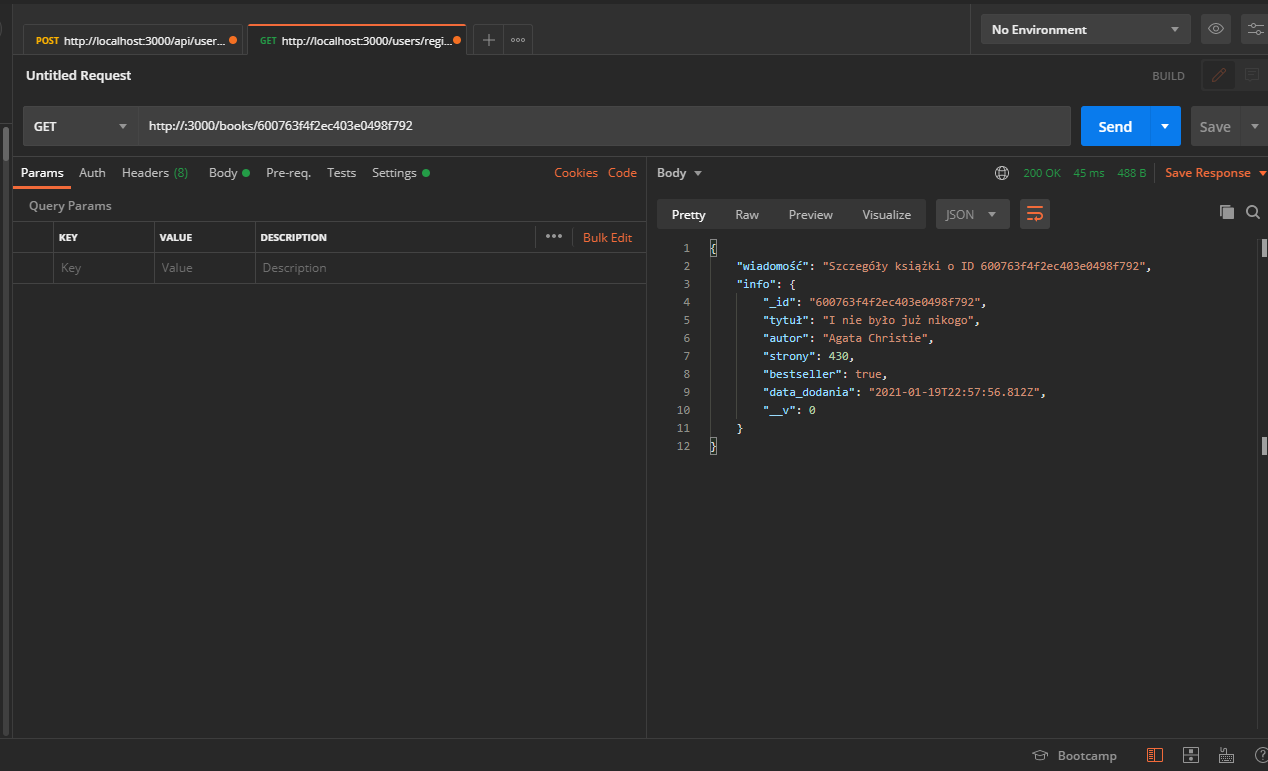 POST http://localhost:3000/api/user...
GET http://localhost:3000/users/regi...
No Environment
Untitled Request
BUILD
GET
http://:3000/books/600763f4f2ec403e0498f792
Send
Save
Params Auth Headers (8) Body Pre-req. Tests Settings Cookies Code
Query Params
KEY VALUE DESCRIPTION Bulk Edit
Key Value Description
Body 200 OK 45 ms 488 B Save Response
Pretty Raw Preview Visualize JSON
1 {
2 "wiadomość": "Szczegóły książki o ID 600763f4f2ec403e0498f792",
3 "info": {
4 "_id": "600763f4f2ec403e0498f792",
5 "tytuł": "I nie było już nikogo",
6 "autor": "Agata Christie",
7 "strony": 430,
8 "bestseller": true,
9 "data_dodania": "2021-01-19T22:57:56.812Z",
10 "__v": 0
11 }
12 }
Bootcamp